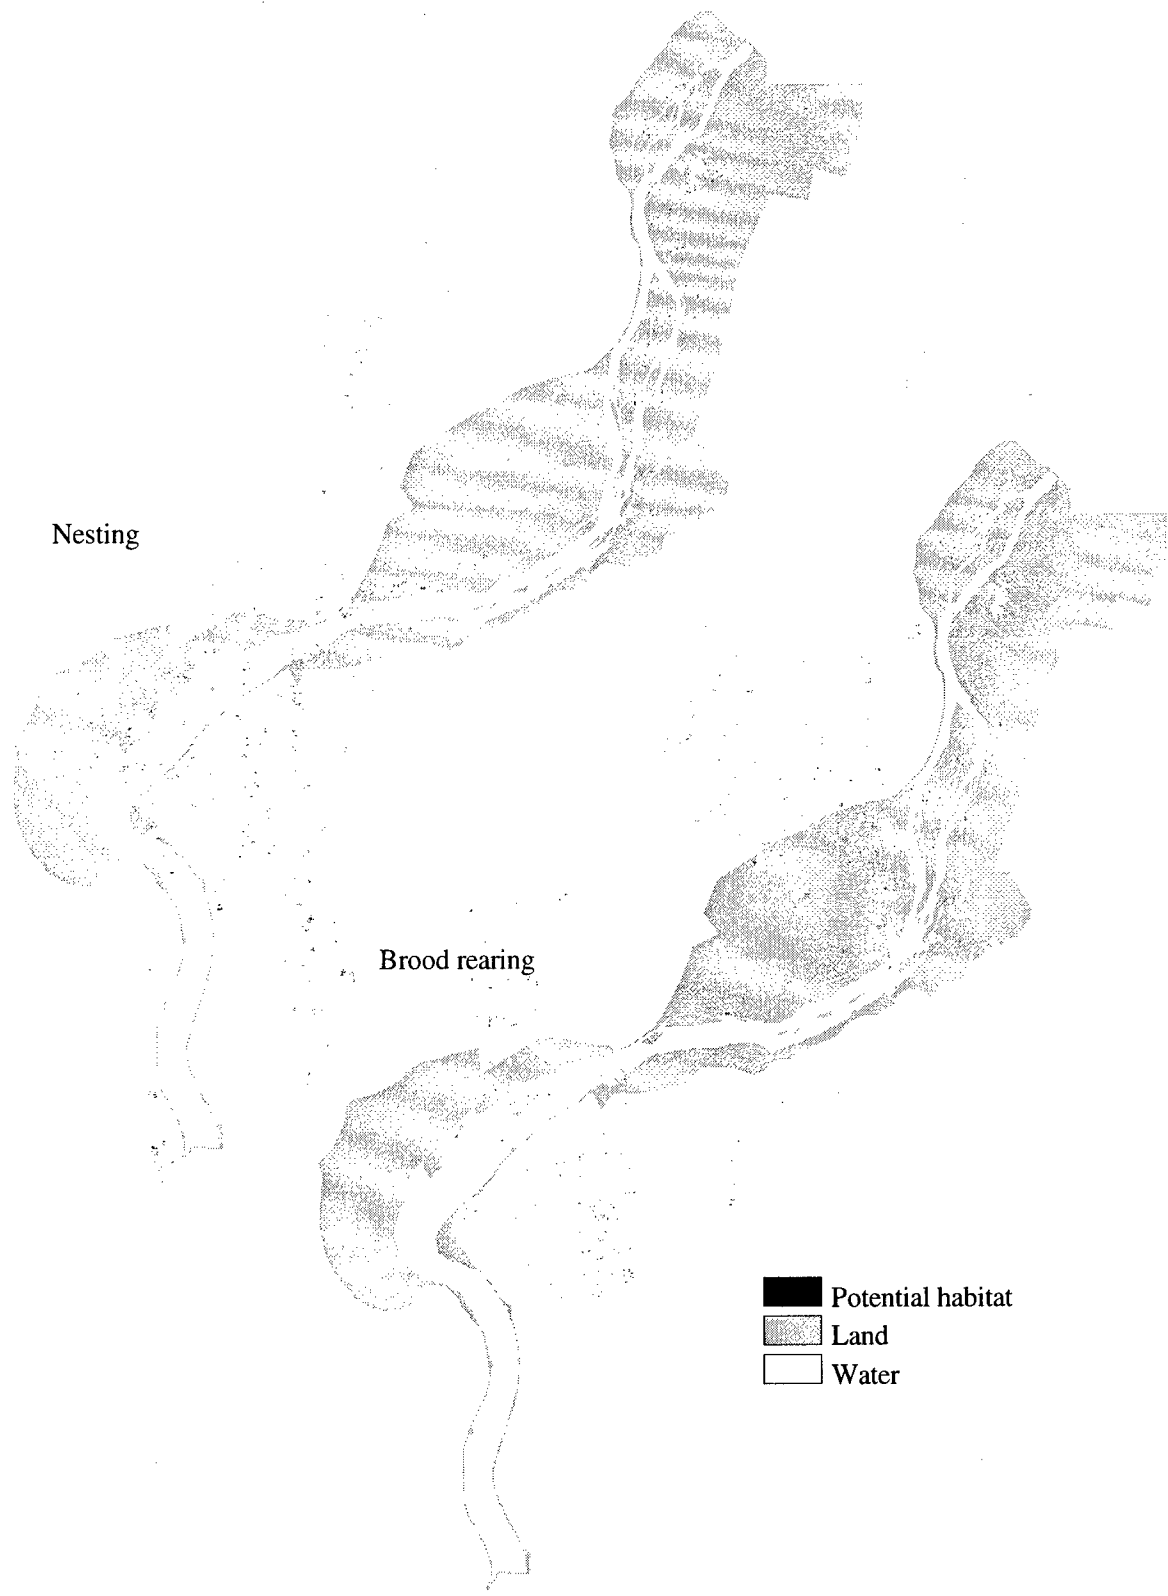 Nesting
Brood rearing
Potential habitat
Land
Water